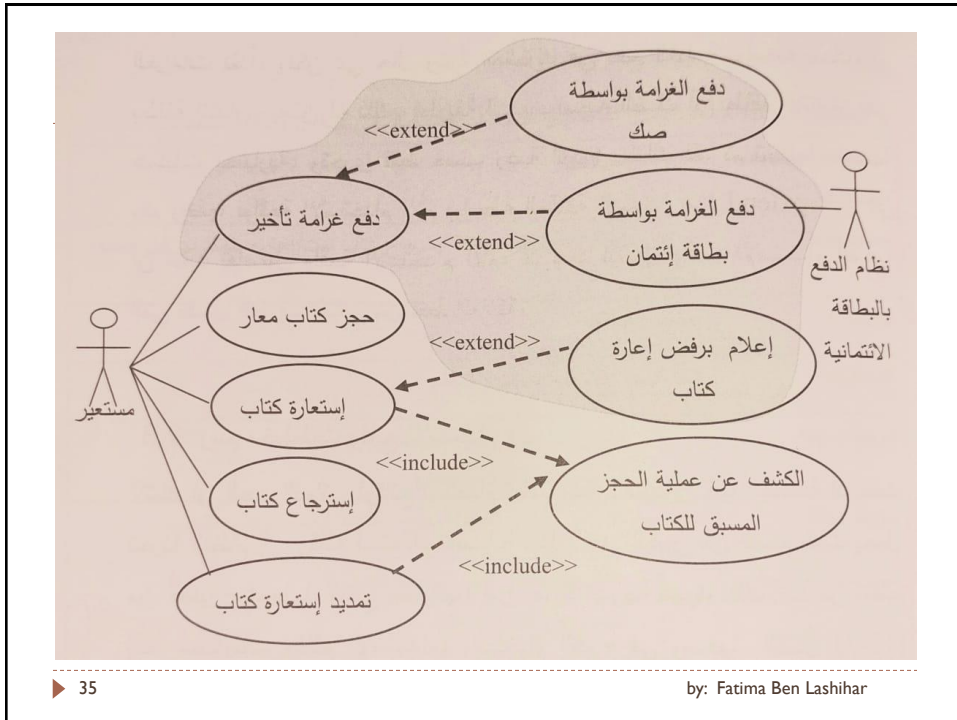 دفع الغرامة بواسطة
صك
<<extend>>
دفع غرامة تأخير
دفع الغرامة بواسطة
بطاقة إئتمان
<<extend>>
نظام الدفع
بالبطاقة
الائتمانية
حجز كتاب معار
<<extend>>
إعلام برفض إعارة
كتاب
مستعير
إستعارة كتاب
<<include>>
الكشف عن عملية الحجز
المسبق للكتاب
إسترجاع كتاب
<<include>>
تمديد إستعارة كتاب
35
by: Fatima Ben Lashihar